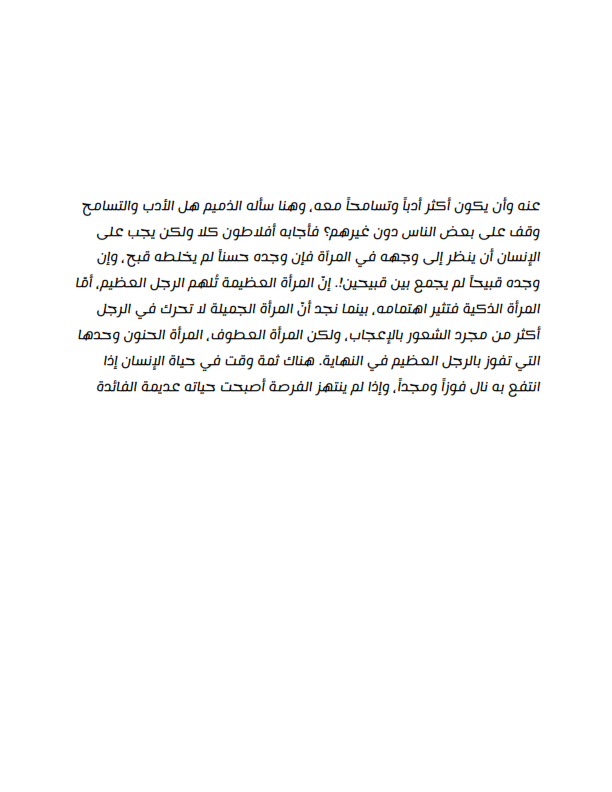 عنه وأن يكون أكثر أدباً وتسامحاً معه، وهنا سأله الذميم هل الأدب والتسامح
وقف على بعض الناس دون غيرهم؟ فأجابه أفلاطون كلا ولكن يجب على
الإنسان أن ينظر إلى وجهه في المرآة فإن وجده حسناً لم يخلطه قبح، وإن
وجده قبيحاً لم يجمع بين قبيحين!. إنّ المرأة العظيمة تُلهم الرجل العظيم، أمّا
المرأة الذكية فتثير اهتمامه، بينما نجد أنّ المرأة الجميلة لا تحرك في الرجل
أكثر من مجرد الشعور بالإعجاب، ولكن المرأة العطوف، المرأة الحنون وحدها
التي تفوز بالرجل العظيم في النهاية. هناك ثمة وقت في حياة الإنسان إذا
انتفع به نال فوزاً ومجداً، وإذا لم ينتهز الفرصة أصبحت حياته عديمة الفائدة